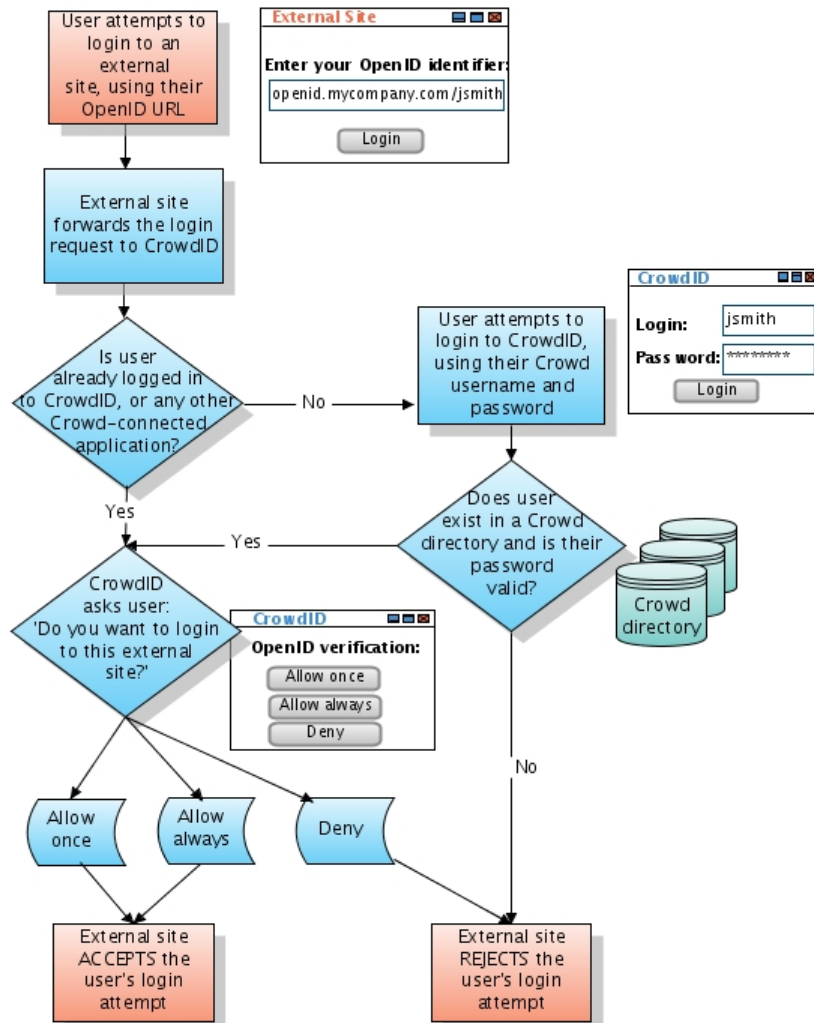 User attempts to
login to an
external
site, using their
OpenID URL
External Site
Enter your OpenID identifier:
openid.mycompany.com/jsmith
Login
External site
forwards the login
request to CrowdID
Is user
already logged in
to CrowdID, or any other
Crowd-connected
application?
No
User attempts to
login to CrowdID,
using their Crowd
username and
password
CrowdID
Login:
jsmith
Pass word:
********
Login
Yes
Does user
exist in a Crowd
directory and is their
password
valid?
Yes
Crowd
directory
CrowdID
asks user:
'Do you want to login
to this external
site?'
CrowdID
OpenID verification:
Allow once
Allow always
Deny
No
Allow
once
Allow
always
Deny
External site
ACCEPTS the
user's login
attempt
External site
REJECTS the
user's login
attempt